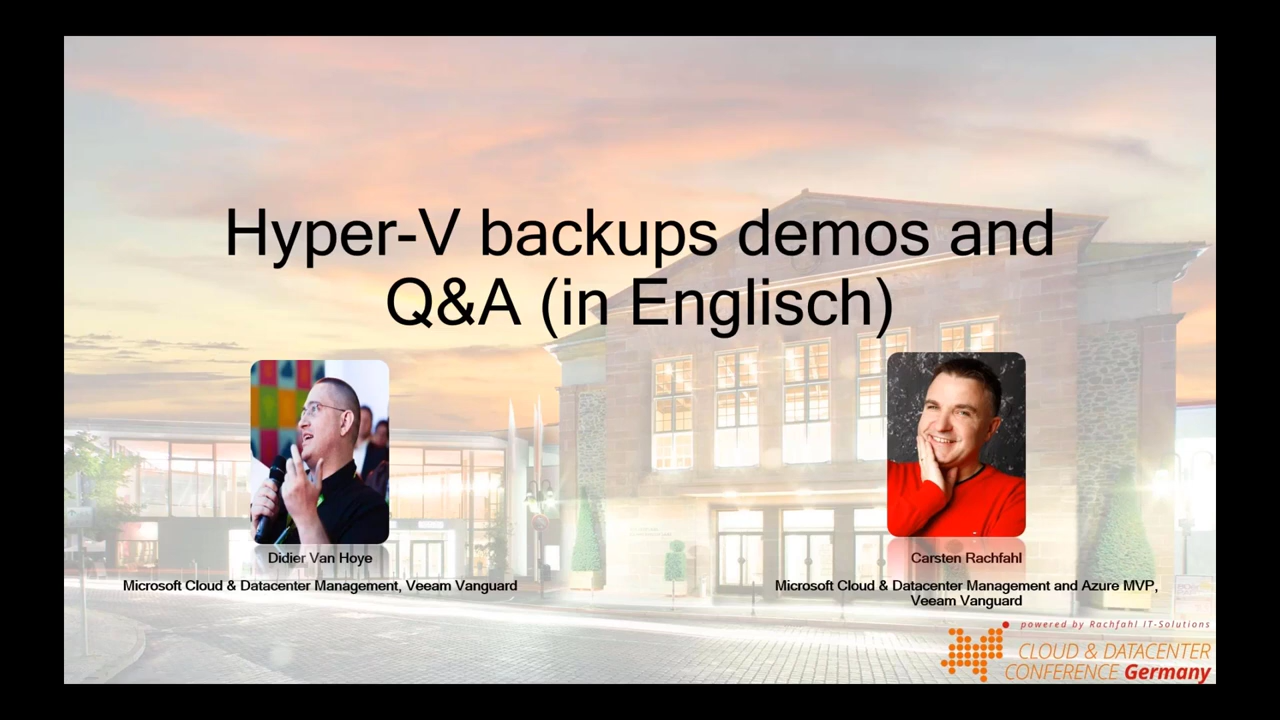 Hyper-V backups demos and
Q&A (in Englisch)
Didier Van Hoye
Microsoft Cloud & Datacenter Management, Veeam Vanguard
Carsten Rachfahl
Microsoft Cloud & Datacenter Management and Azure MVP,
Veeam Vanguard
powered by Rachfahl IT-Solutions
CLOUD & DATACENTER
CONFERENCE Germany